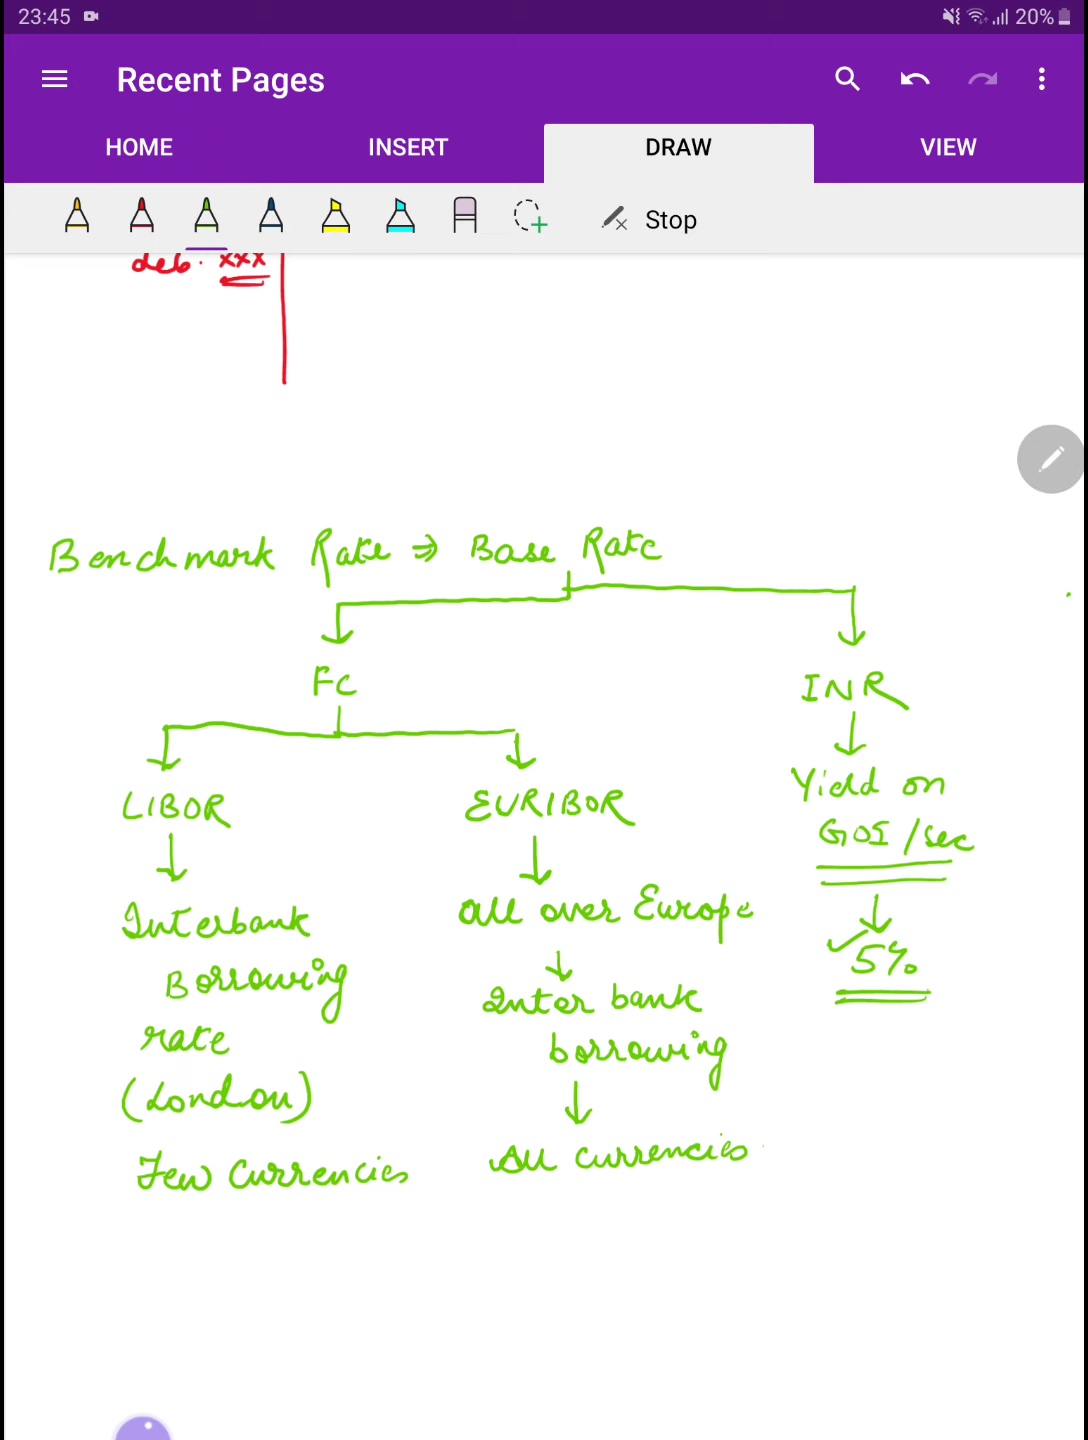 23:45
20%
Recent Pages
HOME INSERT DRAW VIEW
Stop
deb. xxx
Benchmark Rate ⇒ Base Rate
FC INR
LIBOR EURIBOR Yield on
GOI/sec
Interbank All over Europe
Borrowing Inter bank 5%
rate borrowing
(London)
Few Currencies All currencies